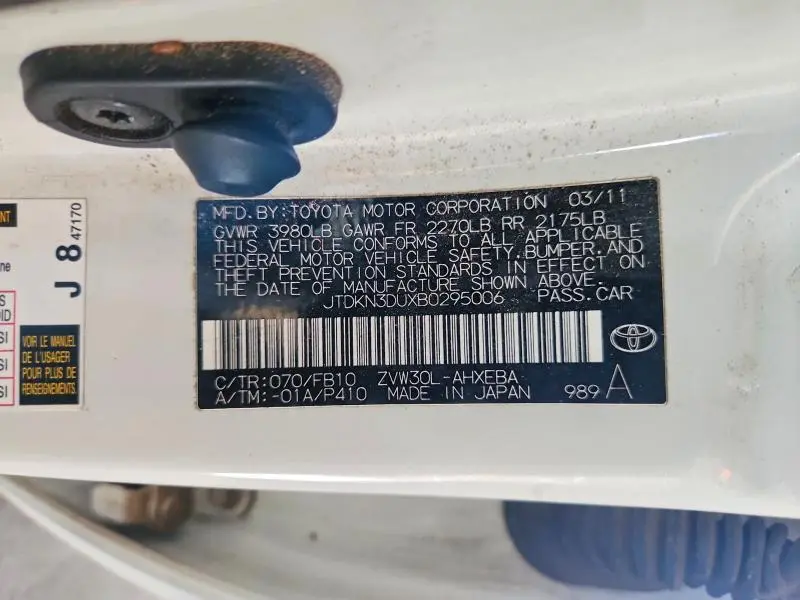 MFD. BY: TOYOTA MOTOR CORPORATION 03/11
GVWR 3980LB GAWR FR 2270LB RR 2175LB
THIS VEHICLE CONFORMS TO ALL APPLICABLE
FEDERAL MOTOR VEHICLE SAFETY, BUMPER, AND
THEFT PREVENTION STANDARDS IN EFFECT ON
THE DATE OF MANUFACTURE SHOWN ABOVE.
JTDKN3DUXB0295006 PASS. CAR
C/TR: 070/FB10 ZVW30L-AHXEBA
A/TM: -01A/P410 MADE IN JAPAN 989 A
J 8 47170
VOIR LE MANUEL
DE L'USAGER
POUR PLUS DE
RENSEIGNEMENTS